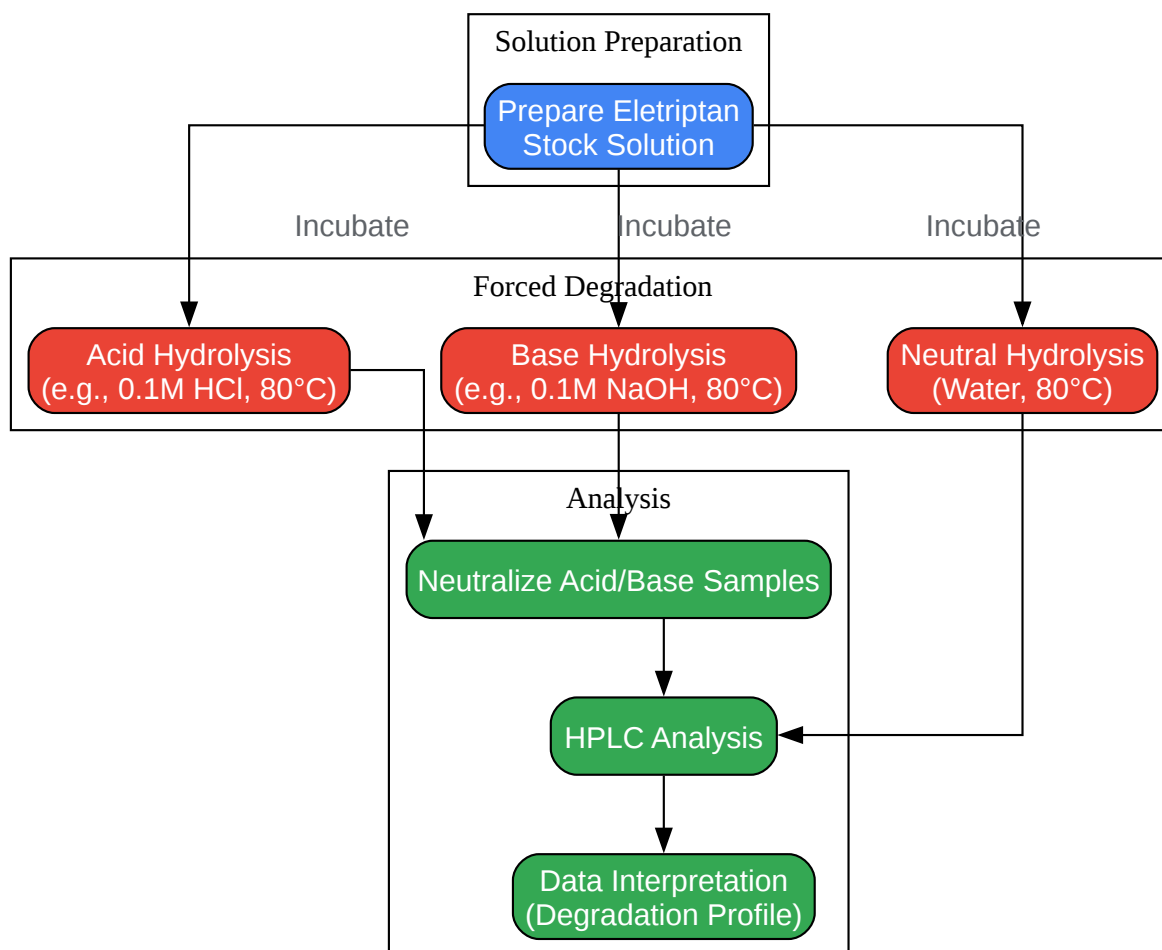 Solution Preparation
Prepare Eletriptan
Stock Solution
Incubate
Incubate
Incubate
Forced Degradation
Acid Hydrolysis
(e.g., 0.1M HCl, 80°C)
Base Hydrolysis
(e.g., 0.1M NaOH, 80°C)
Neutral Hydrolysis
(Water, 80°C)
Analysis
Neutralize Acid/Base Samples
HPLC Analysis
Data Interpretation
(Degradation Profile)